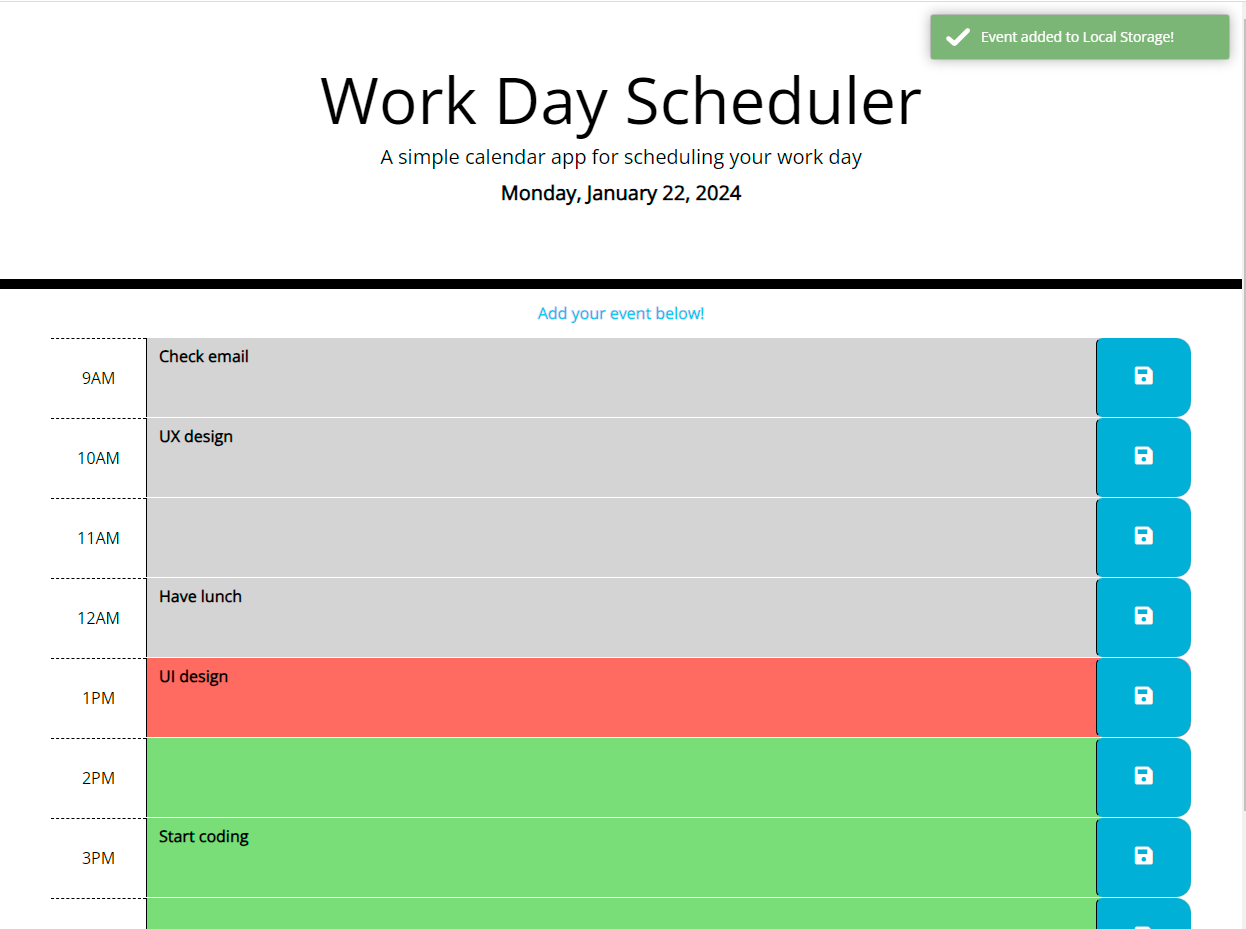 Event added to Local Storage!
Work Day Scheduler
A simple calendar app for scheduling your work day
Monday, January 22, 2024
Add your event below!
9AM Check email
10AM UX design
11AM
12AM Have lunch
1PM UI design
2PM
3PM Start coding